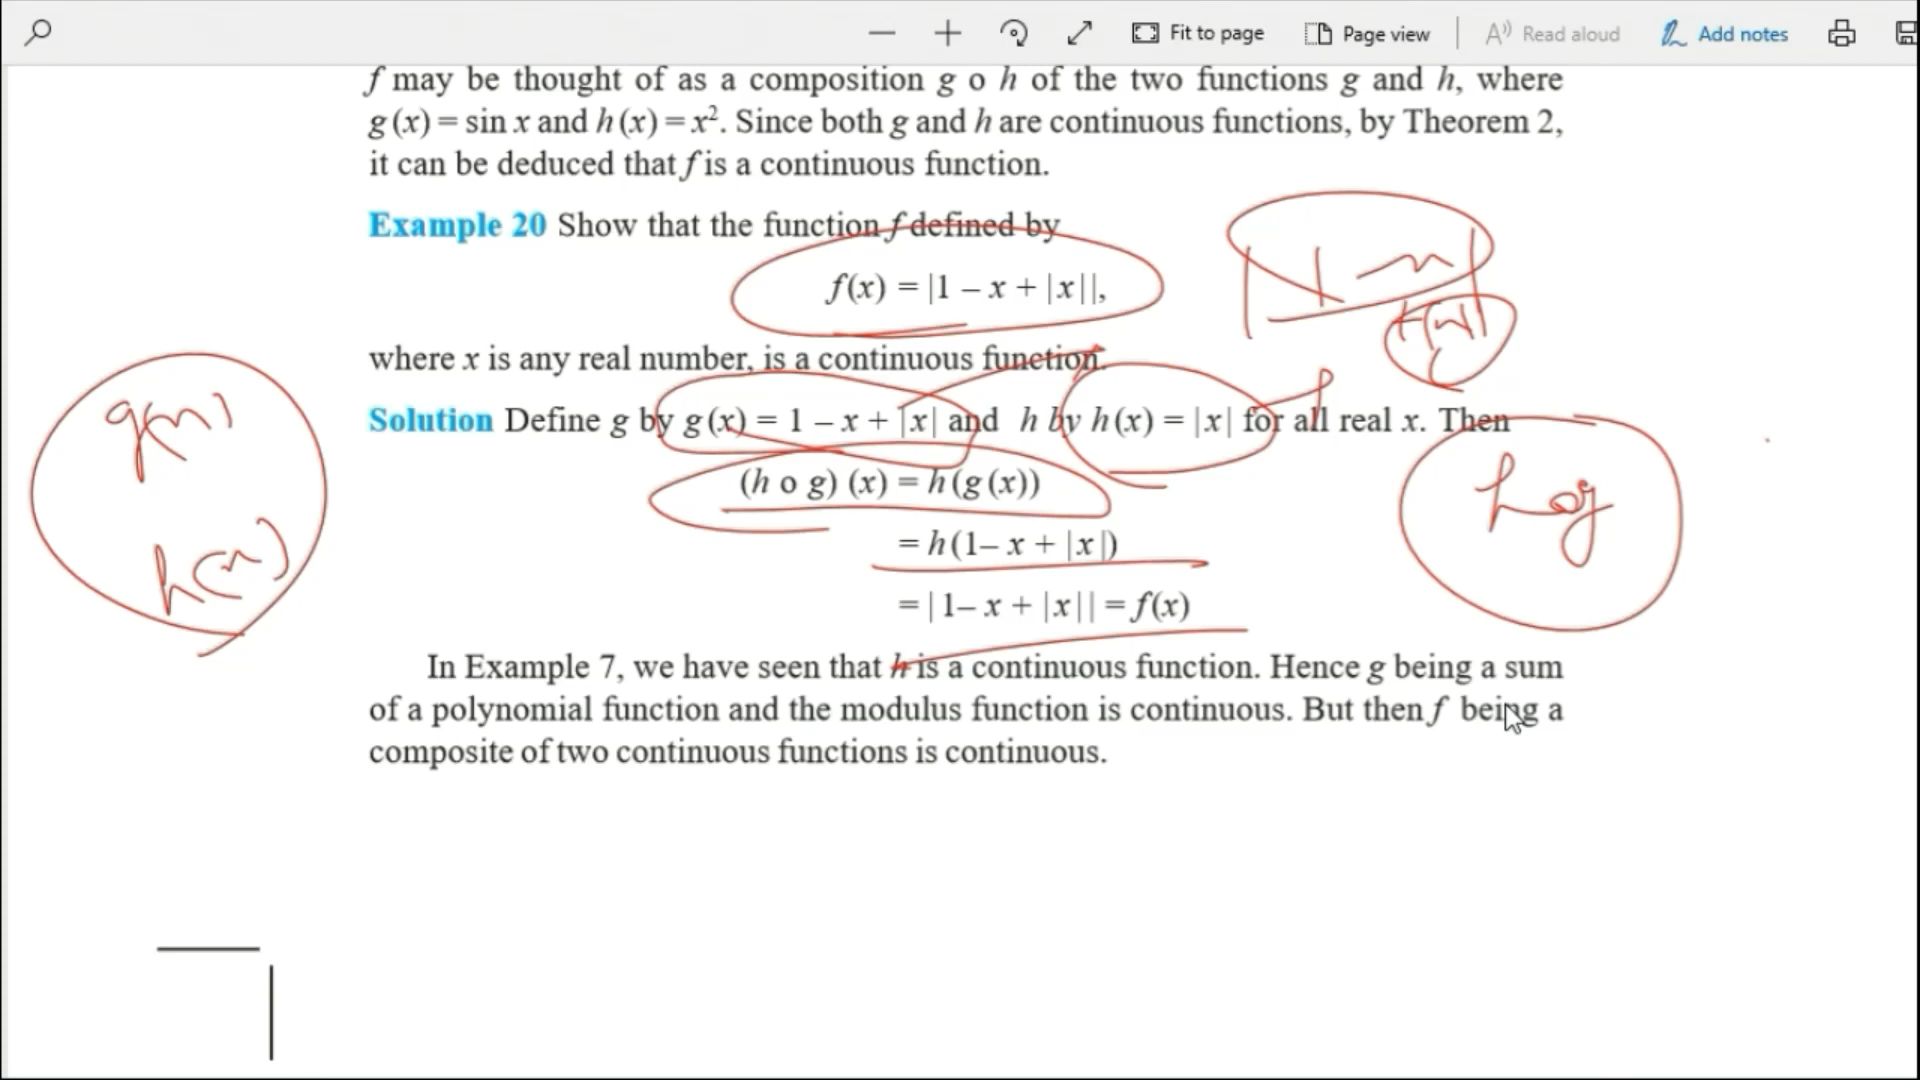 Fit to page Page view Read aloud Add notes
f may be thought of as a composition g o h of the two functions g and h, where
g (x) = sin x and h (x) = x². Since both g and h are continuous functions, by Theorem 2,
it can be deduced that f is a continuous function.
Example 20 Show that the function f defined by
f(x) = |1 – x + |x||,
where x is any real number, is a continuous function.
Solution Define g by g (x) = 1 – x + |x| and h by h (x) = |x| for all real x. Then
(h o g) (x) = h (g (x))
= h (1– x + |x|)
= | 1– x + |x|| = f(x)
In Example 7, we have seen that h is a continuous function. Hence g being a sum
of a polynomial function and the modulus function is continuous. But then f being a
composite of two continuous functions is continuous.
g(x)
h(x)
hog